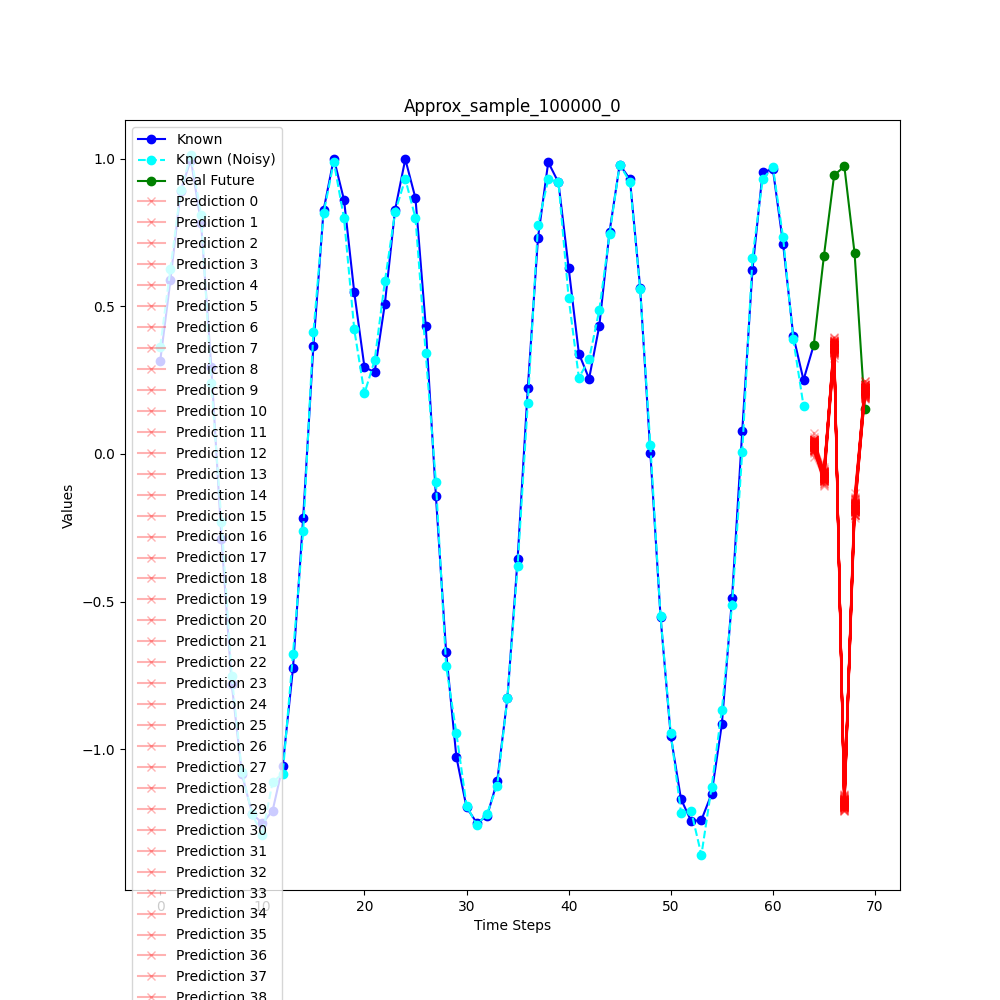 Approx_sample_100000_0
Known
Known (Noisy)
Real Future
Prediction 0
Prediction 1
Prediction 2
Prediction 3
Prediction 4
Prediction 5
Prediction 6
Prediction 7
Prediction 8
Prediction 9
Prediction 10
Prediction 11
Prediction 12
Prediction 13
Prediction 14
Prediction 15
Prediction 16
Prediction 17
Prediction 18
Prediction 19
Prediction 20
Prediction 21
Prediction 22
Prediction 23
Prediction 24
Prediction 25
Prediction 26
Prediction 27
Prediction 28
Prediction 29
Prediction 30
Prediction 31
Prediction 32
Prediction 33
Prediction 34
Prediction 35
Prediction 36
Prediction 37
Prediction 38
1.0
0.5
0.0
−0.5
−1.0
Values
0 10 20 30 40 50 60 70
Time Steps